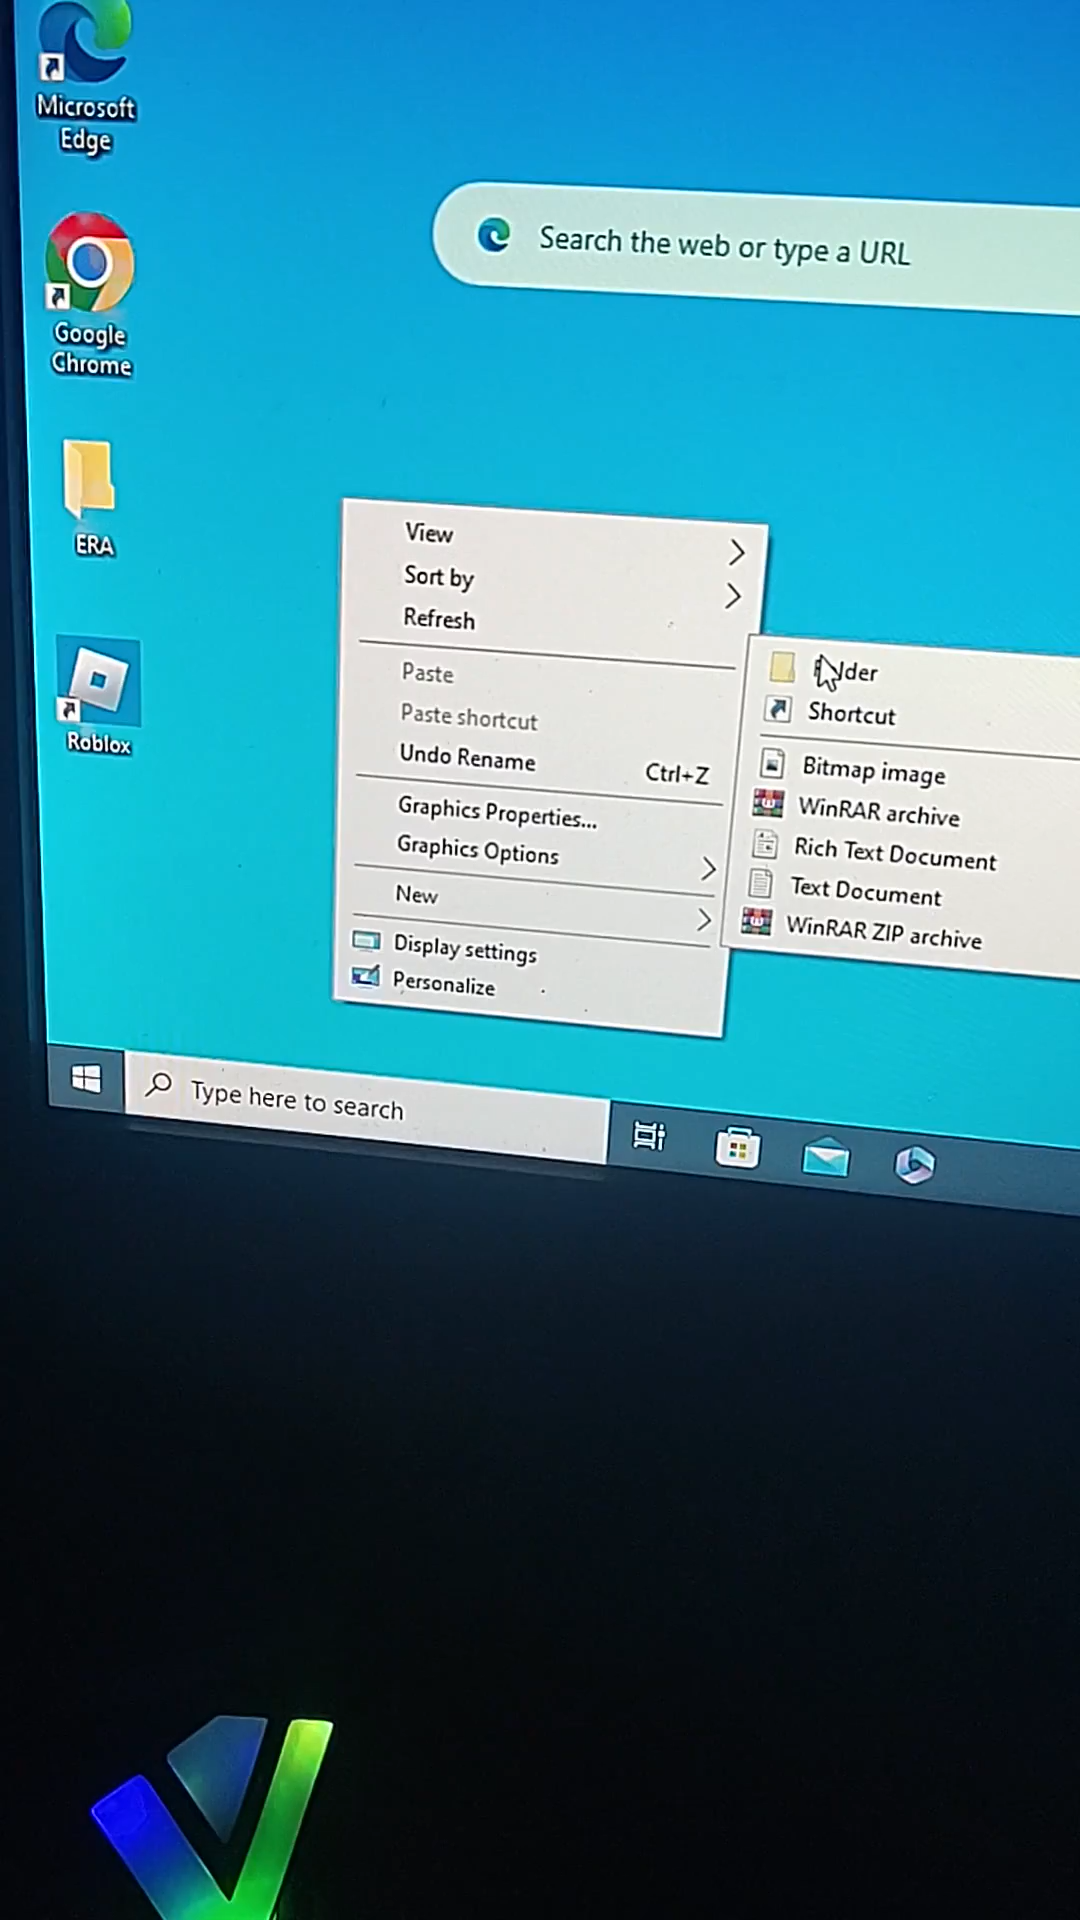 Microsoft
Edge
Search the web or type a URL
Google
Chrome
ERA
Roblox
View
Sort by
Refresh
Paste
Paste shortcut
Undo Rename Ctrl+Z
Graphics Properties...
Graphics Options
New
Display settings
Personalize
Shortcut
Bitmap image
WinRAR archive
Rich Text Document
Text Document
WinRAR ZIP archive
Type here to search